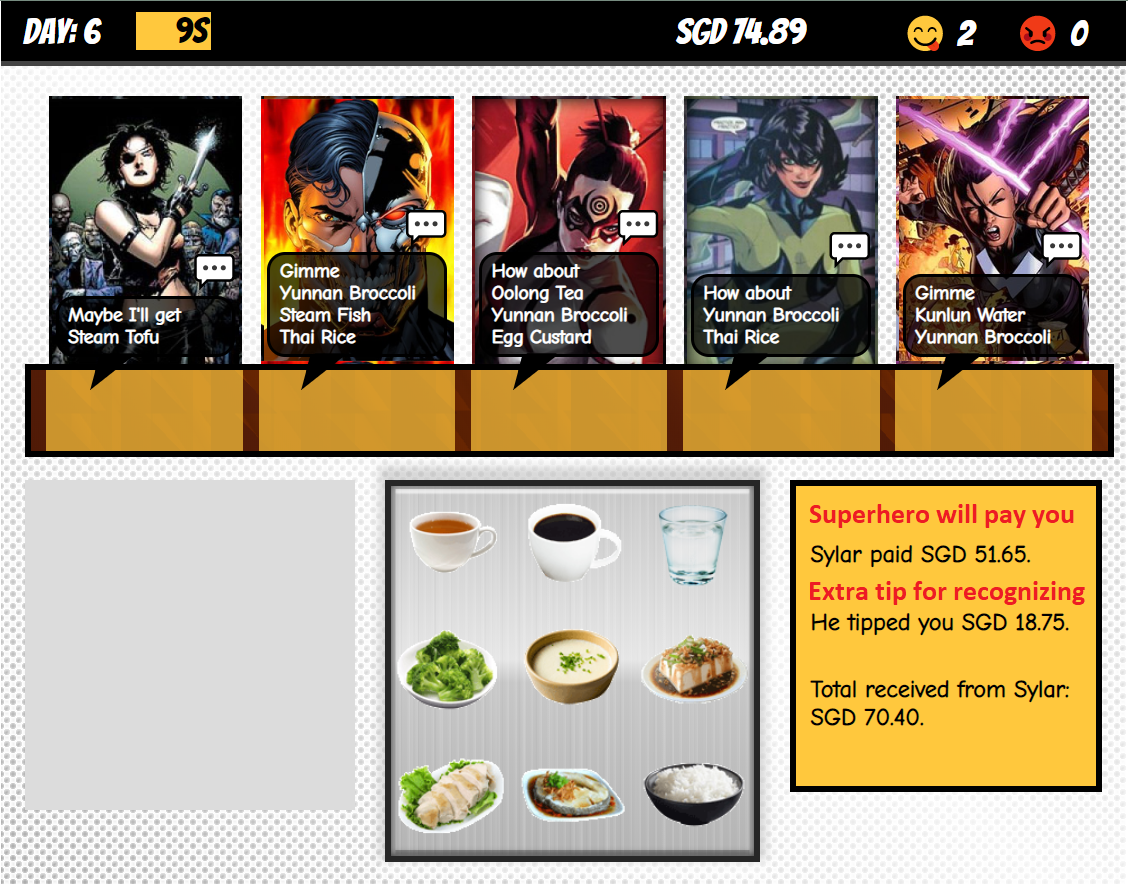 DAY: 6
9S
SGD 74.89
2
0
Maybe I'll get
Steam Tofu
Gimme
Yunnan Broccoli
Steam Fish
Thai Rice
How about
Oolong Tea
Yunnan Broccoli
Egg Custard
How about
Yunnan Broccoli
Thai Rice
Gimme
Kunlun Water
Yunnan Broccoli
Superhero will pay you
Sylar paid SGD 51.65.
Extra tip for recognizing
He tipped you SGD 18.75.
Total received from Sylar:
SGD 70.40.